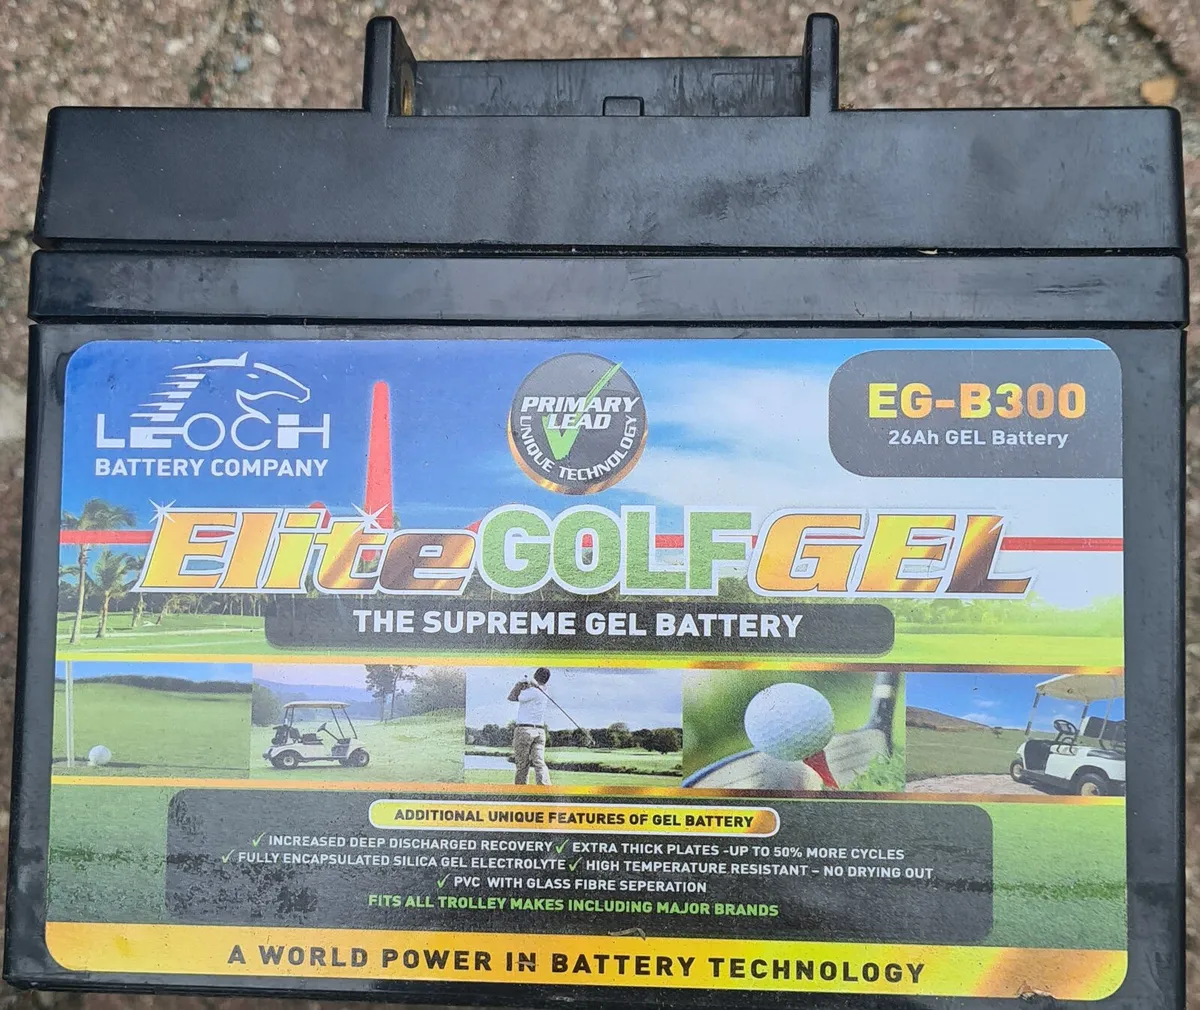 LEOCH
BATTERY COMPANY
PRIMARY
LEAD
UNIQUE TECHNOLOGY
EG-B300
26Ah GEL Battery
Elite GOLF GEL
THE SUPREME GEL BATTERY
ADDITIONAL UNIQUE FEATURES OF GEL BATTERY
✓ INCREASED DEEP DISCHARGED RECOVERY ✓ EXTRA THICK PLATES -UP TO 50% MORE CYCLES
✓ FULLY ENCAPSULATED SILICA GEL ELECTROLYTE ✓ HIGH TEMPERATURE RESISTANT – NO DRYING OUT
✓ PVC WITH GLASS FIBRE SEPERATION
FITS ALL TROLLEY MAKES INCLUDING MAJOR BRANDS
A WORLD POWER IN BATTERY TECHNOLOGY